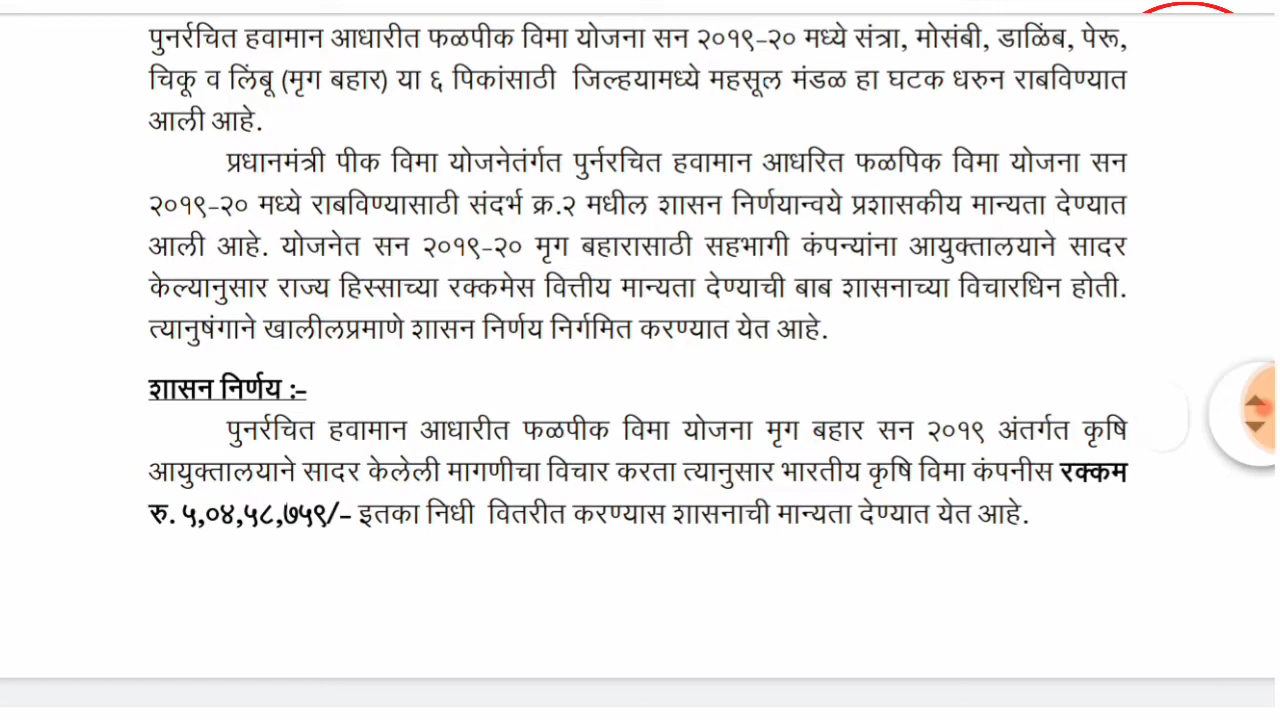 पुनर्रचित हवामान आधारीत फळपीक विमा योजना सन २०१९-२० मध्ये संत्रा, मोसंबी, डाळिंब, पेरू,
चिकू व लिंबू (मृग बहार) या ६ पिकांसाठी जिल्हयामध्ये महसूल मंडळ हा घटक धरुन राबविण्यात
आली आहे.
प्रधानमंत्री पीक विमा योजनेतंर्गत पुर्नरचित हवामान आधरित फळपिक विमा योजना सन
२०१९-२० मध्ये राबविण्यासाठी संदर्भ क्र.२ मधील शासन निर्णयान्वये प्रशासकीय मान्यता देण्यात
आली आहे. योजनेत सन २०१९-२० मृग बहारासाठी सहभागी कंपन्यांना आयुक्तालयाने सादर
केल्यानुसार राज्य हिस्साच्या रक्कमेस वित्तीय मान्यता देण्याची बाब शासनाच्या विचारधिन होती.
त्यानुषंगाने खालीलप्रमाणे शासन निर्णय निर्गमित करण्यात येत आहे.
शासन निर्णय :-
पुनर्रचित हवामान आधारीत फळपीक विमा योजना मृग बहार सन २०१९ अंतर्गत कृषि
आयुक्तालयाने सादर केलेली मागणीचा विचार करता त्यानुसार भारतीय कृषि विमा कंपनीस रक्कम
रु. ५,०४,५८,७५९/- इतका निधी वितरीत करण्यास शासनाची मान्यता देण्यात येत आहे.